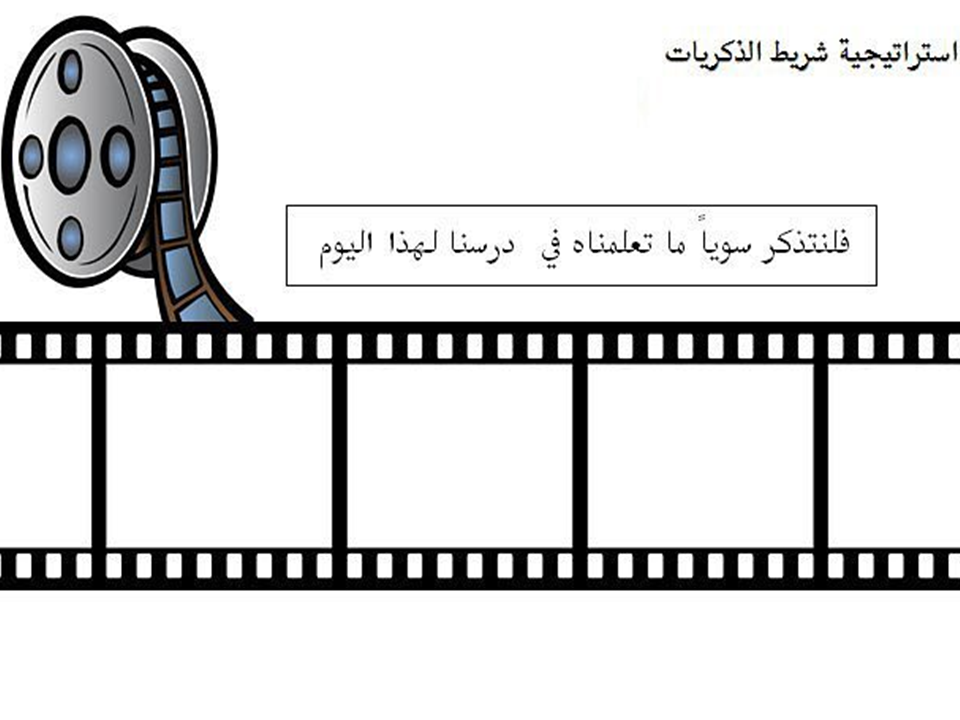 استراتيجية شريط الذكريات
فلنتذكر سوياً ما تعلمناه في درسنا لهذا اليوم